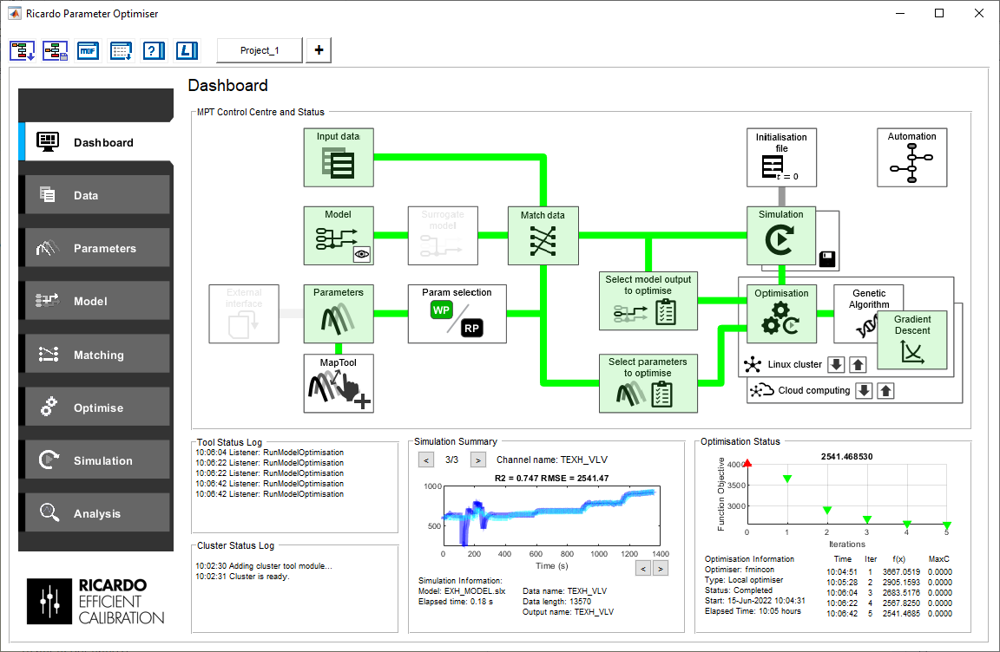 Ricardo Parameter Optimiser
MDF
?
L
Project_1
+
Dashboard
Dashboard
Data
Parameters
Model
Matching
Optimise
Simulation
Analysis
RICARDO
EFFICIENT
CALIBRATION
MPT Control Centre and Status
Input data
Initialisation
file
t = 0
Automation
Model
Surrogate
model
Match data
Simulation
External
interface
Parameters
Param selection
WP
RP
Select model output
to optimise
Optimisation
Genetic
Algorithm
Gradient
Descent
MapTool
Select parameters
to optimise
Linux cluster
Cloud computing
Tool Status Log
10:06:04 Listener: RunModelOptimisation
10:06:22 Listener: RunModelOptimisation
10:06:22 Listener: RunModelOptimisation
10:06:42 Listener: RunModelOptimisation
10:06:42 Listener: RunModelOptimisation
Cluster Status Log
10:02:30 Adding cluster tool module...
10:02:31 Cluster is ready.
Simulation Summary
< 3/3 > Channel name: TEXH_VLV
R2 = 0.747 RMSE = 2541.47
1000
500
0 200 400 600 800 1000 1200 1400
Time (s)
< >
Simulation Information:
Model: EXH_MODEL.slx
Elapsed time: 0.18 s
Data name: TEXH_VLV
Data length: 13570
Output name: TEXH_VLV
Optimisation Status
2541.468530
Function Objective
4000
3500
3000
0 1 2 3 4 5
Iterations
Optimisation Information
Optimiser: fmincon
Type: Local optimiser
Status: Completed
Start: 15-Jun-2022 10:04:31
Elapsed Time: 10:05 hours
Time Iter f(x) MaxC
10:04:51 1 3667.0519 0.0000
10:05:28 2 2905.1593 0.0000
10:06:04 3 2683.5176 0.0000
10:06:22 4 2567.8250 0.0000
10:06:42 5 2541.4685 0.0000